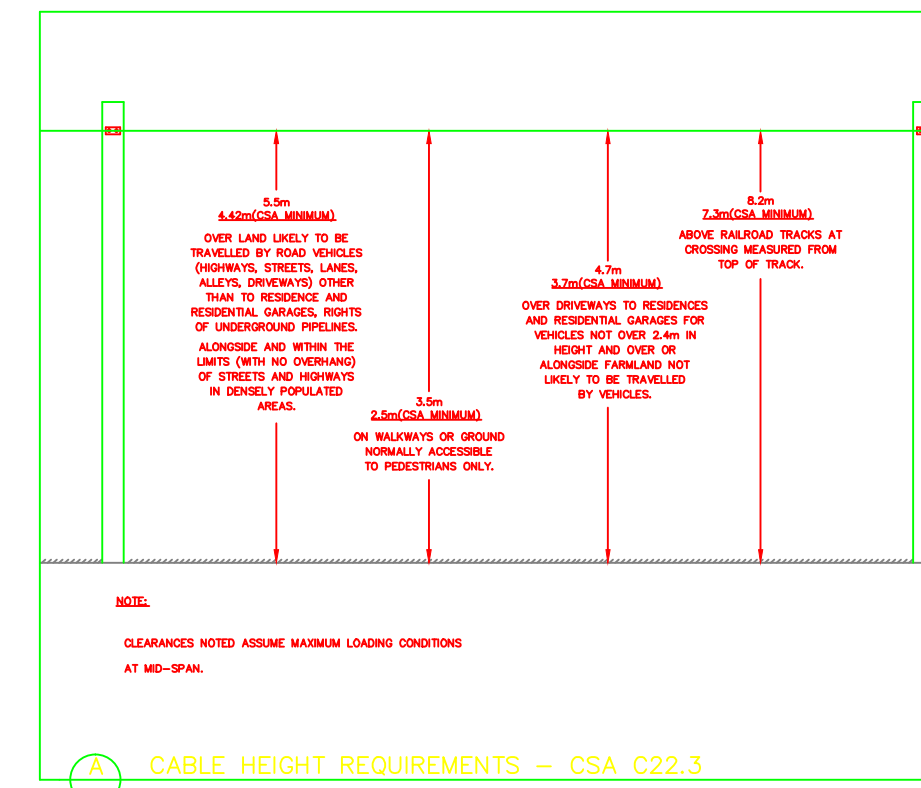 5.5m
4.42m(CSA MINIMUM)
OVER LAND LIKELY TO BE
TRAVELLED BY ROAD VEHICLES
(HIGHWAYS, STREETS, LANES,
ALLEYS, DRIVEWAYS) OTHER
THAN TO RESIDENCE AND
RESIDENTIAL GARAGES, RIGHTS
OF UNDERGROUND PIPELINES.
ALONGSIDE AND WITHIN THE
LIMITS (WITH NO OVERHANG)
OF STREETS AND HIGHWAYS
IN DENSELY POPULATED
AREAS.
3.5m
2.5m(CSA MINIMUM)
ON WALKWAYS OR GROUND
NORMALLY ACCESSIBLE
TO PEDESTRIANS ONLY.
4.7m
3.7m(CSA MINIMUM)
OVER DRIVEWAYS TO RESIDENCES
AND RESIDENTIAL GARAGES FOR
VEHICLES NOT OVER 2.4m IN
HEIGHT AND OVER OR
ALONGSIDE FARMLAND NOT
LIKELY TO BE TRAVELLED
BY VEHICLES.
8.2m
7.3m(CSA MINIMUM)
ABOVE RAILROAD TRACKS AT
CROSSING MEASURED FROM
TOP OF TRACK.
NOTE:
CLEARANCES NOTED ASSUME MAXIMUM LOADING CONDITIONS
AT MID-SPAN.
A CABLE HEIGHT REQUIREMENTS - CSA C22.3